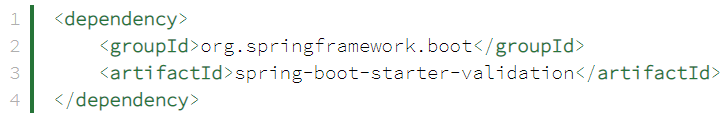 1 <dependency>
2     <groupId>org.springframework.boot</groupId>
3     <artifactId>spring-boot-starter-validation</artifactId>
4 </dependency>